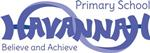 Primary School
HAVANNAH
Believe and Achieve